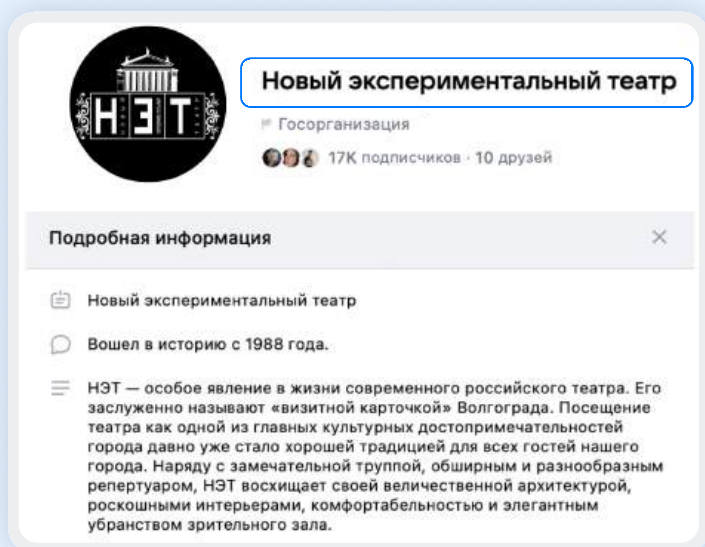 НЭТ
Новый экспериментальный театр
Госорганизация
17K подписчиков · 10 друзей
Подробная информация
Новый экспериментальный театр
Вошел в историю с 1988 года.
НЭТ — особое явление в жизни современного российского театра. Его
заслуженно называют «визитной карточкой» Волгограда. Посещение
театра как одной из главных культурных достопримечательностей
города давно уже стало хорошей традицией для всех гостей нашего
города. Наряду с замечательной труппой, обширным и разнообразным
репертуаром, НЭТ восхищает своей величественной архитектурой,
роскошными интерьерами, комфортабельностью и элегантным
убранством зрительного зала.